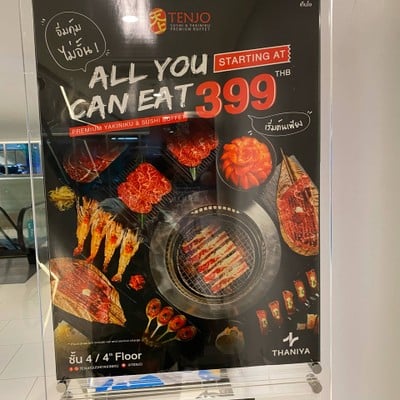 TENJO
SUSHI & YAKINIKU
PREMIUM BUFFET
อิ่มคุ้ม
ไม่อั้น!
ALL YOU
CAN EAT
STARTING AT
399 THB
PREMIUM YAKINIKU & SUSHI BUFFET
เริ่มต้นเพียง
ชั้น 4 / 4th Floor
THANIYA